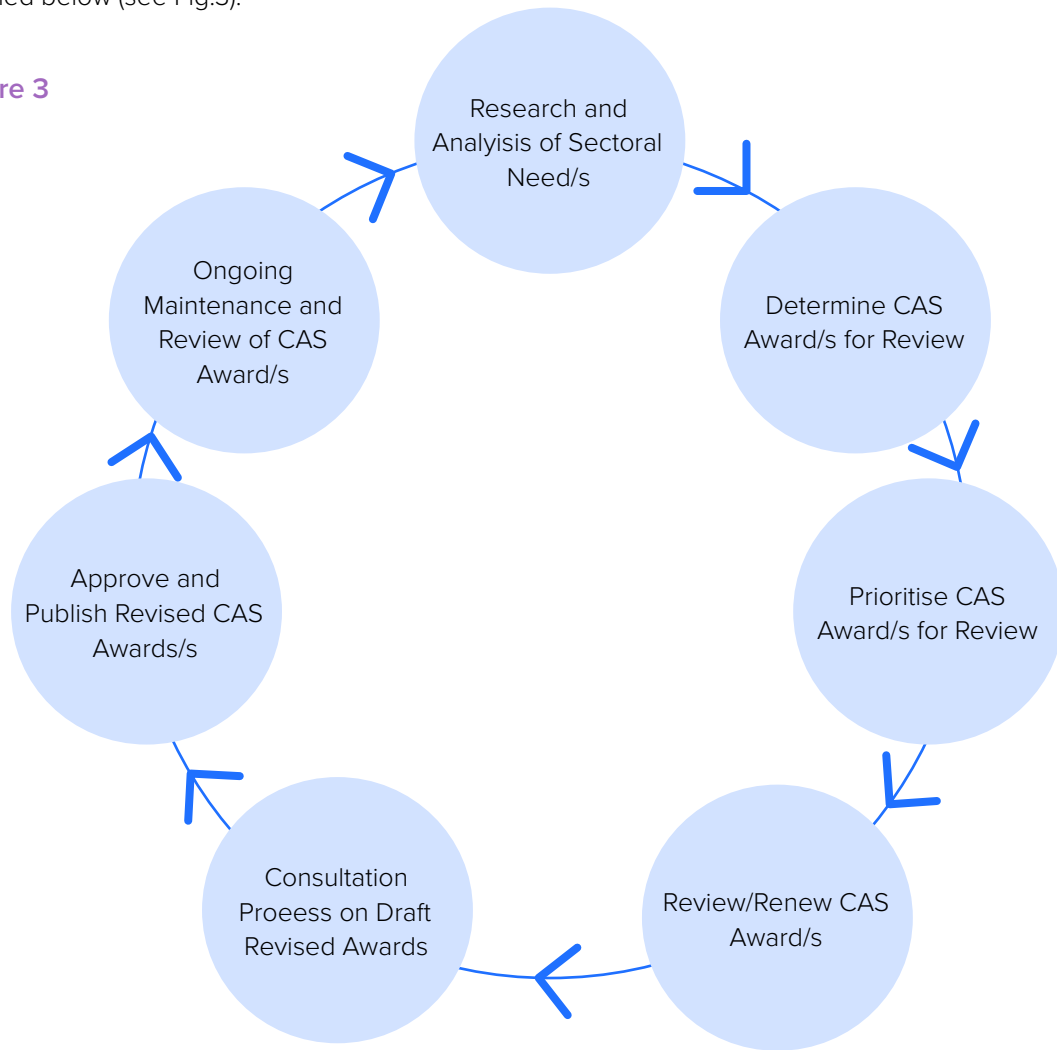 below (see Fig.3).
3
Research and
Analyisis of Sectoral
Need/s
Determine CAS
Award/s for Review
Prioritise CAS
Award/s for Review
Review/Renew CAS
Award/s
Consultation
Proeess on Draft
Revised Awards
Approve and
Publish Revised CAS
Awards/s
Ongoing
Maintenance and
Review of CAS
Award/s